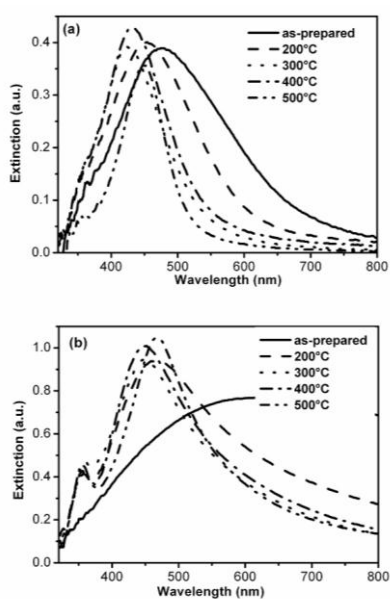 (a)
as-prepared
200°C
300°C
400°C
500°C
Extinction (a.u.)
0.4
0.3
0.2
0.1
0.0
400 500 600 700 800
Wavelength (nm)
(b)
as-prepared
200°C
300°C
400°C
500°C
Extinction (a.u.)
1.0
0.8
0.6
0.4
0.2
0.0
400 500 600 700 800
Wavelength (nm)